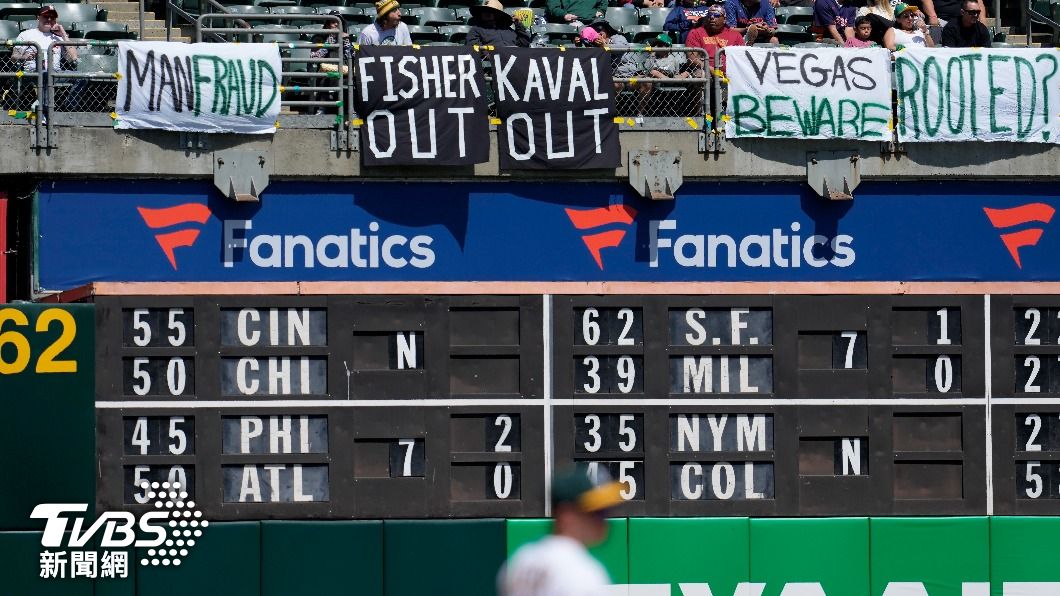 MANFRAUD
FISHER OUT
KAVAL OUT
VEGAS BEWARE
ROOTED?
Fanatics
Fanatics
362
55 CIN N
50 CHI
62 S.F. 7 1
39 MIL 0
45 PHI 7 2
50 ATL 0
35 NYM N
45 COL
TVBS
新聞網